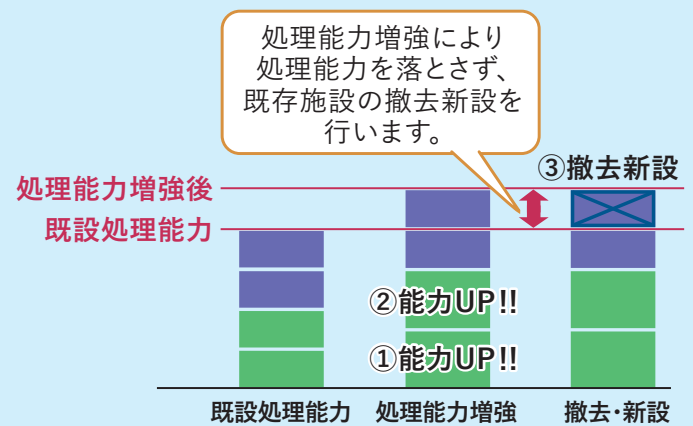 処理能力増強により
処理能力を落とさず、
既存施設の撤去新設を
行います。
③撤去新設
処理能力増強後
既設処理能力
②能力UP!!
①能力UP!!
既設処理能力
処理能力増強
撤去・新設